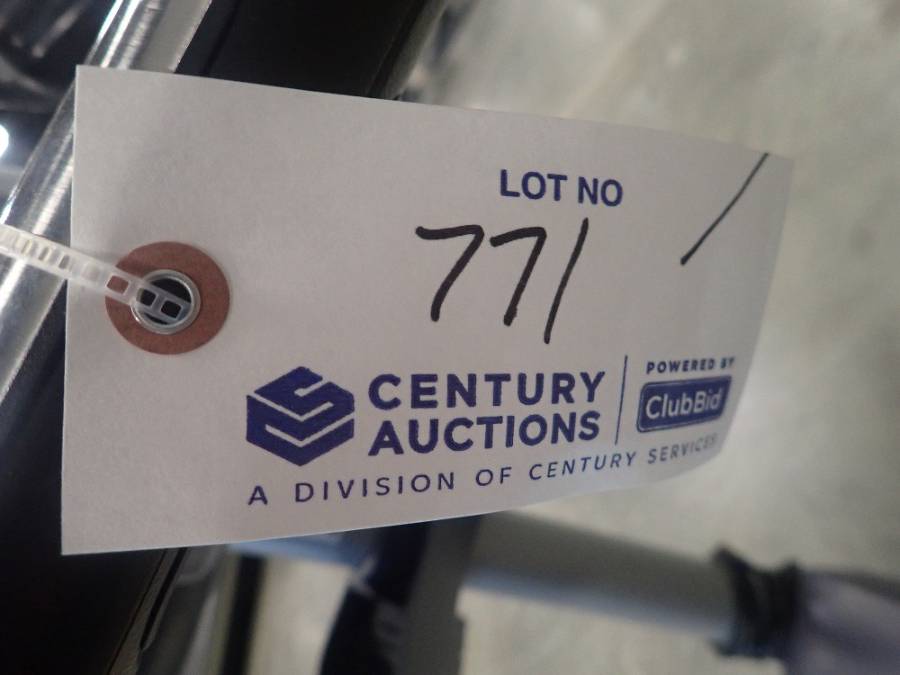 LOT NO
771
CENTURY
AUCTIONS
POWERED BY
ClubBid
A DIVISION OF CENTURY SERVICES